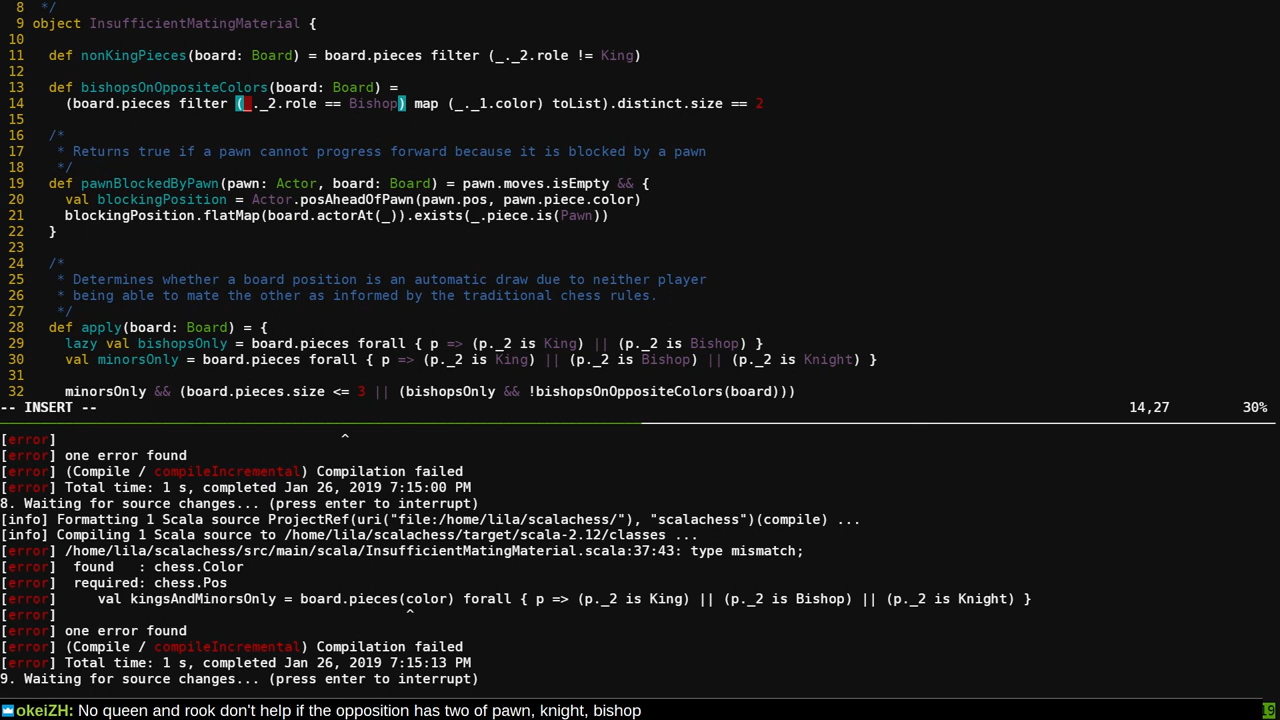 8  */
9 object InsufficientMatingMaterial {
10
11   def nonKingPieces(board: Board) = board.pieces filter (_._2.role != King)
12
13   def bishopsOnOppositeColors(board: Board) =
14     (board.pieces filter (_._2.role == Bishop) map (_._1.color) toList).distinct.size == 2
15
16   /*
17    * Returns true if a pawn cannot progress forward because it is blocked by a pawn
18    */
19   def pawnBlockedByPawn(pawn: Actor, board: Board) = pawn.moves.isEmpty && {
20     val blockingPosition = Actor.posAheadOfPawn(pawn.pos, pawn.piece.color)
21     blockingPosition.flatMap(board.actorAt(_)).exists(_.piece.is(Pawn))
22   }
23
24   /*
25    * Determines whether a board position is an automatic draw due to neither player
26    * being able to mate the other as informed by the traditional chess rules.
27    */
28   def apply(board: Board) = {
29     lazy val bishopsOnly = board.pieces forall { p => (p._2 is King) || (p._2 is Bishop) }
30     val minorsOnly = board.pieces forall { p => (p._2 is King) || (p._2 is Bishop) || (p._2 is Knight) }
31
32     minorsOnly && (board.pieces.size <= 3 || (bishopsOnly && !bishopsOnOppositeColors(board)))
-- INSERT -- 14,27 30%
[error]                                   ^
[error] one error found
[error] (Compile / compileIncremental) Compilation failed
[error] Total time: 1 s, completed Jan 26, 2019 7:15:00 PM
8. Waiting for source changes... (press enter to interrupt)
[info] Formatting 1 Scala source ProjectRef(uri("file:/home/lila/scalachess/"), "scalachess")(compile) ...
[info] Compiling 1 Scala source to /home/lila/scalachess/target/scala-2.12/classes ...
[error] /home/lila/scalachess/src/main/scala/InsufficientMatingMaterial.scala:37:43: type mismatch;
[error]  found   : chess.Color
[error]  required: chess.Pos
[error]     val kingsAndMinorsOnly = board.pieces(color) forall { p => (p._2 is King) || (p._2 is Bishop) || (p._2 is Knight) }
[error]                                           ^
[error] one error found
[error] (Compile / compileIncremental) Compilation failed
[error] Total time: 1 s, completed Jan 26, 2019 7:15:13 PM
9. Waiting for source changes... (press enter to interrupt)
okeiZH: No queen and rook don't help if the opposition has two of pawn, knight, bishop